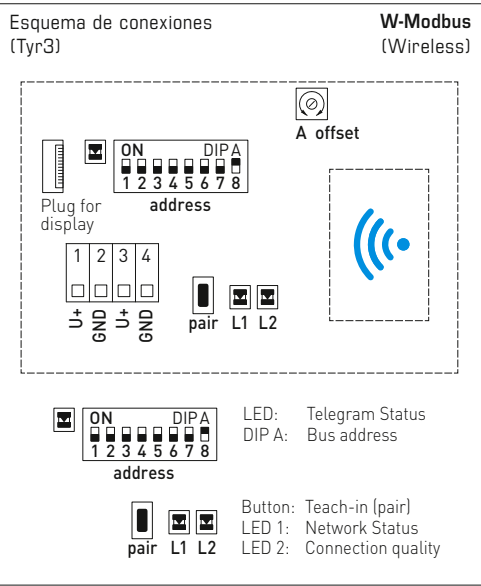 Esquema de conexiones
(Tyr3)
W-Modbus
(Wireless)
A offset
ON DIP A
1 2 3 4 5 6 7 8
address
Plug for
display
1 2 3 4
U+ GND U+ GND
pair L1 L2
ON DIP A
1 2 3 4 5 6 7 8
address
LED: Telegram Status
DIP A: Bus address
pair L1 L2
Button: Teach-in (pair)
LED 1: Network Status
LED 2: Connection quality